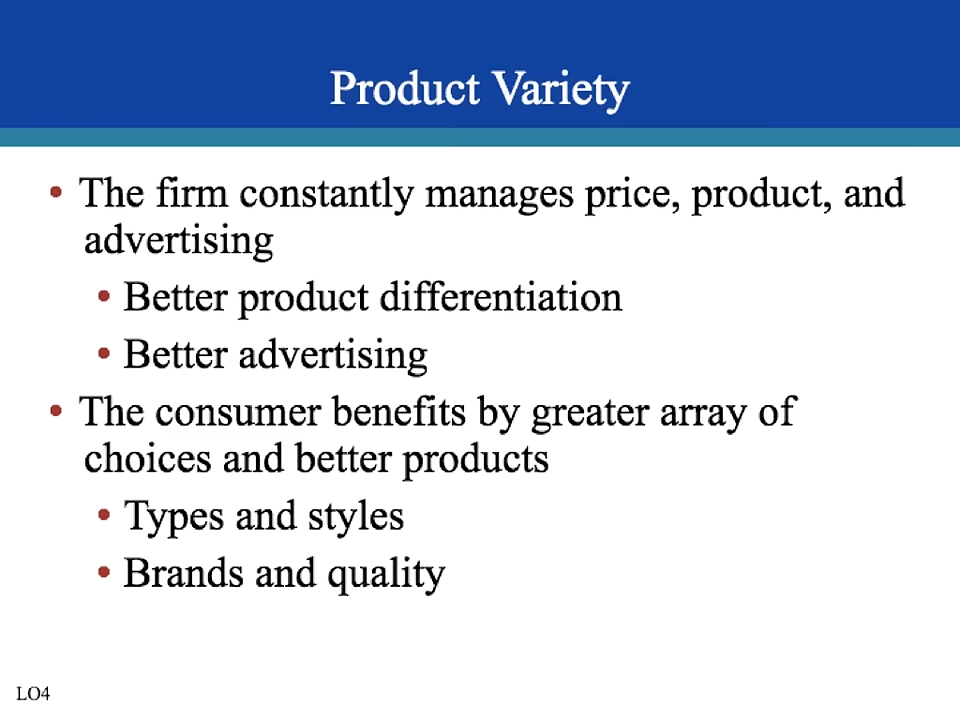 Product Variety
• The firm constantly manages price, product, and
advertising
• Better product differentiation
• Better advertising
• The consumer benefits by greater array of
choices and better products
• Types and styles
• Brands and quality
LO4